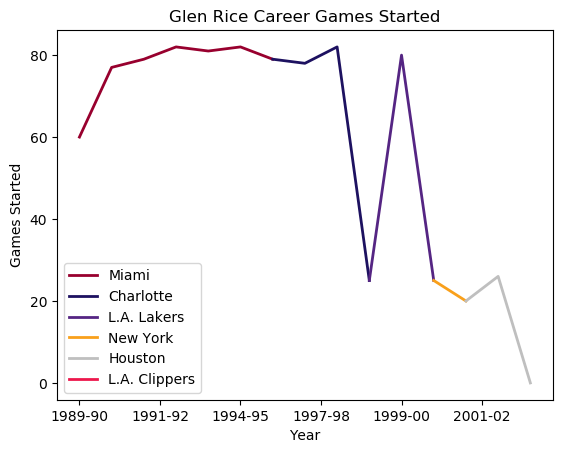 Glen Rice Career Games Started
80
60
40
20
0
Games Started
Miami
Charlotte
L.A. Lakers
New York
Houston
L.A. Clippers
1989-90 1991-92 1994-95 1997-98 1999-00 2001-02
Year